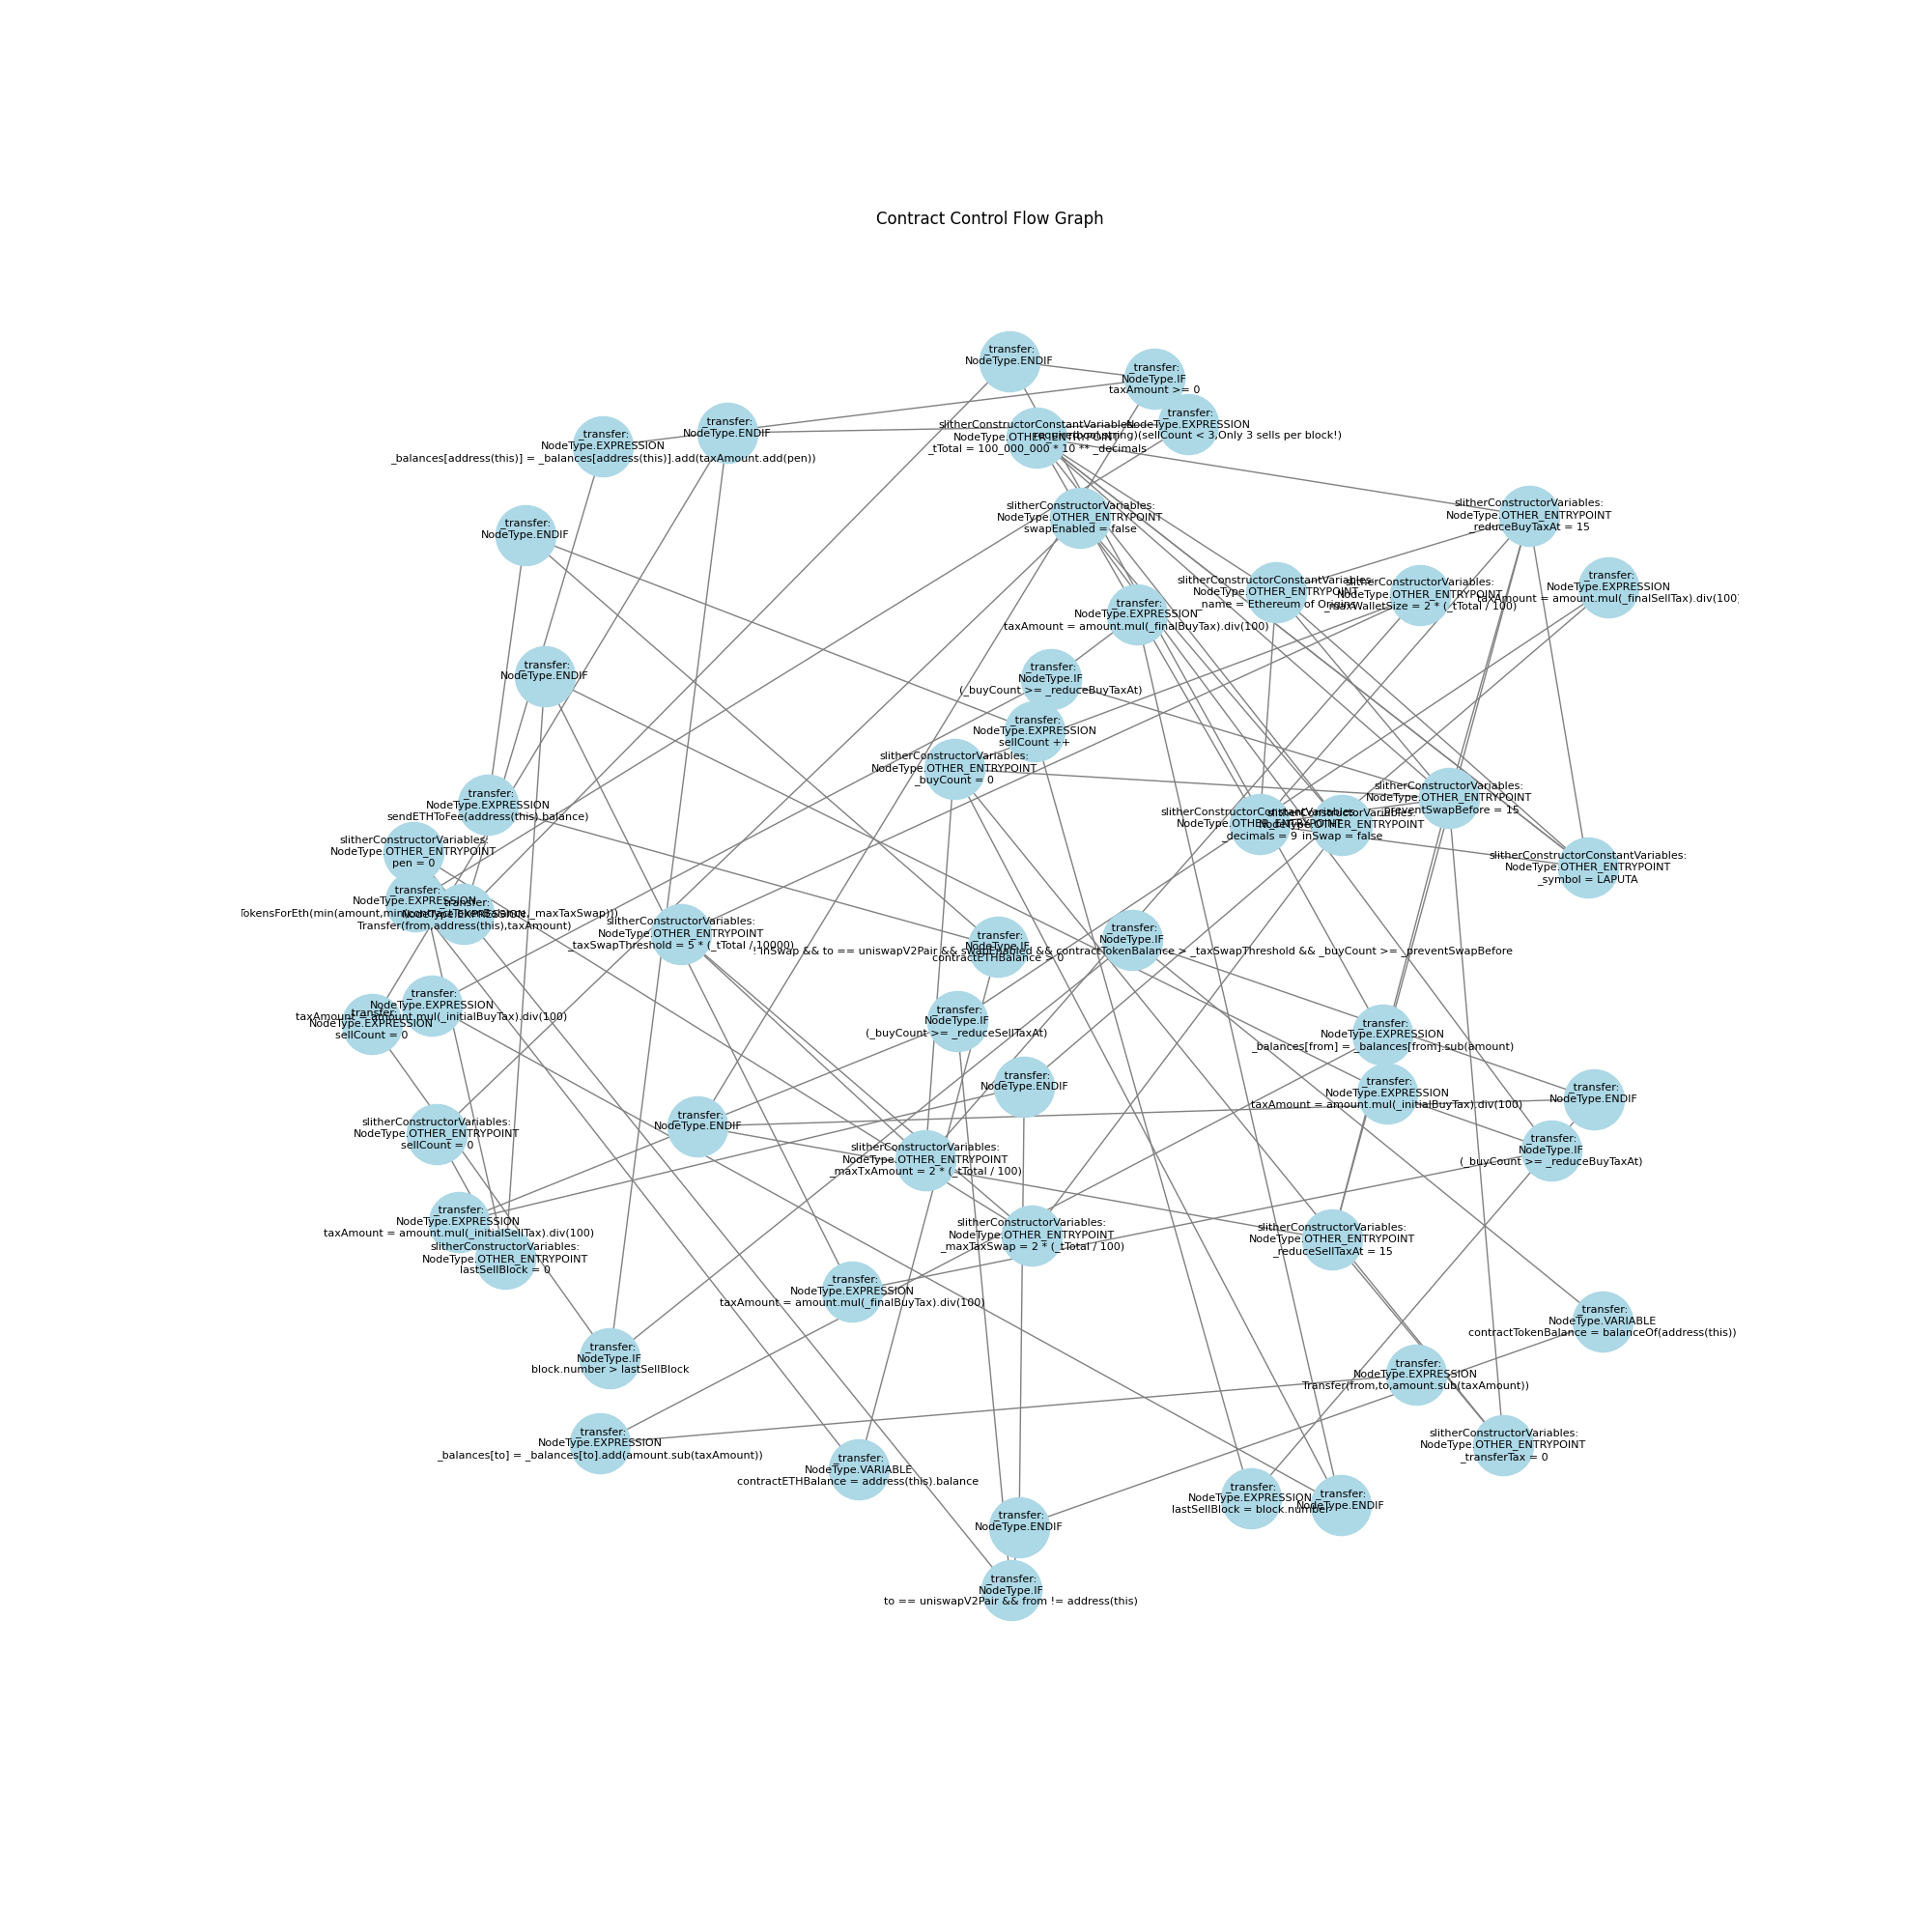 Contract Control Flow Graph
_transfer:
NodeType.ENDIF
_transfer:
NodeType.IF
taxAmount >= 0
_transfer:
NodeType.EXPRESSION
(sellCount < 3,Only 3 sells per block!)
slitherConstructorConstantVariables:
NodeType.OTHER_ENTRYPOINT
_tTotal = 100_000_000 * 10 ** _decimals
_transfer:
NodeType.ENDIF
_transfer:
NodeType.EXPRESSION
_balances[address(this)] = _balances[address(this)].add(taxAmount.add(pen))
slitherConstructorVariables:
NodeType.OTHER_ENTRYPOINT
swapEnabled = false
slitherConstructorVariables:
NodeType.OTHER_ENTRYPOINT
_reduceBuyTaxAt = 15
_transfer:
NodeType.ENDIF
slitherConstructorConstantVariables:
NodeType.OTHER_ENTRYPOINT
_name = Ethereum of Origins
slitherConstructorVariables:
NodeType.OTHER_ENTRYPOINT
_maxWalletSize = 2 * (_tTotal / 100)
_transfer:
NodeType.EXPRESSION
taxAmount = amount.mul(_finalSellTax).div(100)
_transfer:
NodeType.EXPRESSION
taxAmount = amount.mul(_finalBuyTax).div(100)
_transfer:
NodeType.ENDIF
_transfer:
NodeType.IF
(_buyCount >= _reduceBuyTaxAt)
_transfer:
NodeType.EXPRESSION
sellCount ++
slitherConstructorVariables:
NodeType.OTHER_ENTRYPOINT
_buyCount = 0
slitherConstructorVariables:
NodeType.OTHER_ENTRYPOINT
_preventSwapBefore = 15
_transfer:
NodeType.EXPRESSION
sendETHToFee(address(this).balance)
slitherConstructorConstantVariables:
NodeType.OTHER_ENTRYPOINT
_decimals = 9
slitherConstructorVariables:
NodeType.OTHER_ENTRYPOINT
inSwap = false
slitherConstructorVariables:
NodeType.OTHER_ENTRYPOINT
pen = 0
slitherConstructorConstantVariables:
NodeType.OTHER_ENTRYPOINT
_symbol = LAPUTA
_transfer:
NodeType.EXPRESSION
TokensForEth(min(amount,min(contractTokenBalance,_maxTaxSwap)))
_transfer:
NodeType.EXPRESSION
Transfer(from,address(this),taxAmount)
slitherConstructorVariables:
NodeType.OTHER_ENTRYPOINT
_taxSwapThreshold = 5 * (_tTotal / 10000)
_transfer:
NodeType.IF
contractETHBalance > 0
_transfer:
NodeType.IF
! inSwap && to == uniswapV2Pair && swapEnabled && contractTokenBalance > _taxSwapThreshold && _buyCount >= _preventSwapBefore
_transfer:
NodeType.EXPRESSION
taxAmount = amount.mul(_initialBuyTax).div(100)
_transfer:
NodeType.EXPRESSION
sellCount = 0
_transfer:
NodeType.IF
(_buyCount >= _reduceSellTaxAt)
_transfer:
NodeType.EXPRESSION
_balances[from] = _balances[from].sub(amount)
_transfer:
NodeType.ENDIF
_transfer:
NodeType.EXPRESSION
taxAmount = amount.mul(_initialBuyTax).div(100)
_transfer:
NodeType.ENDIF
_transfer:
NodeType.ENDIF
slitherConstructorVariables:
NodeType.OTHER_ENTRYPOINT
sellCount = 0
_transfer:
NodeType.IF
(_buyCount >= _reduceBuyTaxAt)
slitherConstructorVariables:
NodeType.OTHER_ENTRYPOINT
_maxTxAmount = 2 * (_tTotal / 100)
_transfer:
NodeType.EXPRESSION
taxAmount = amount.mul(_initialSellTax).div(100)
slitherConstructorVariables:
NodeType.OTHER_ENTRYPOINT
_maxTaxSwap = 2 * (_tTotal / 100)
slitherConstructorVariables:
NodeType.OTHER_ENTRYPOINT
_reduceSellTaxAt = 15
slitherConstructorVariables:
NodeType.OTHER_ENTRYPOINT
lastSellBlock = 0
_transfer:
NodeType.EXPRESSION
taxAmount = amount.mul(_finalBuyTax).div(100)
_transfer:
NodeType.VARIABLE
contractTokenBalance = balanceOf(address(this))
_transfer:
NodeType.IF
block.number > lastSellBlock
_transfer:
NodeType.EXPRESSION
Transfer(from,to,amount.sub(taxAmount))
_transfer:
NodeType.EXPRESSION
_balances[to] = _balances[to].add(amount.sub(taxAmount))
slitherConstructorVariables:
NodeType.OTHER_ENTRYPOINT
_transferTax = 0
_transfer:
NodeType.VARIABLE
contractETHBalance = address(this).balance
_transfer:
NodeType.EXPRESSION
lastSellBlock = block.number
_transfer:
NodeType.ENDIF
_transfer:
NodeType.ENDIF
_transfer:
NodeType.IF
to == uniswapV2Pair && from != address(this)